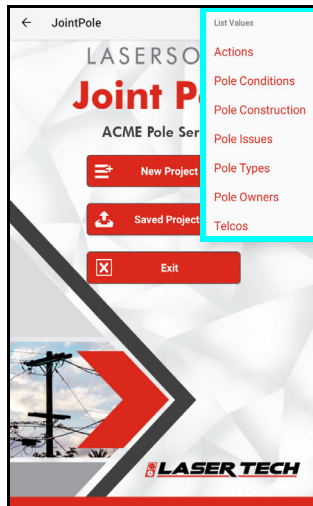 JointPole
List Values
Actions
Pole Conditions
Pole Construction
Pole Issues
Pole Types
Pole Owners
Telcos
LASERSO
Joint P
ACME Pole Ser
New Project
Saved Project
Exit
LASER TECH